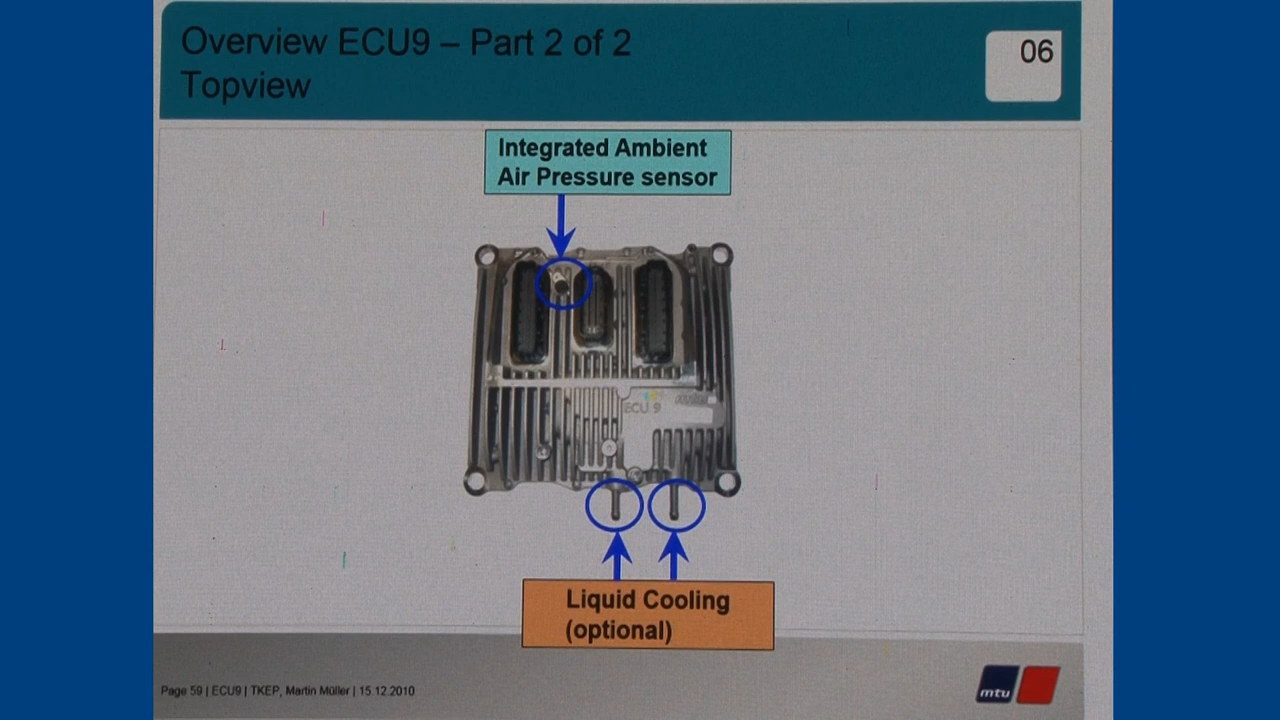 Overview ECU9 – Part 2 of 2
Topview
06
Integrated Ambient
Air Pressure sensor
ECU 9
Liquid Cooling
(optional)
Page 59 | ECU9 | TKEP, Martin Müller | 15.12.2010
mtu